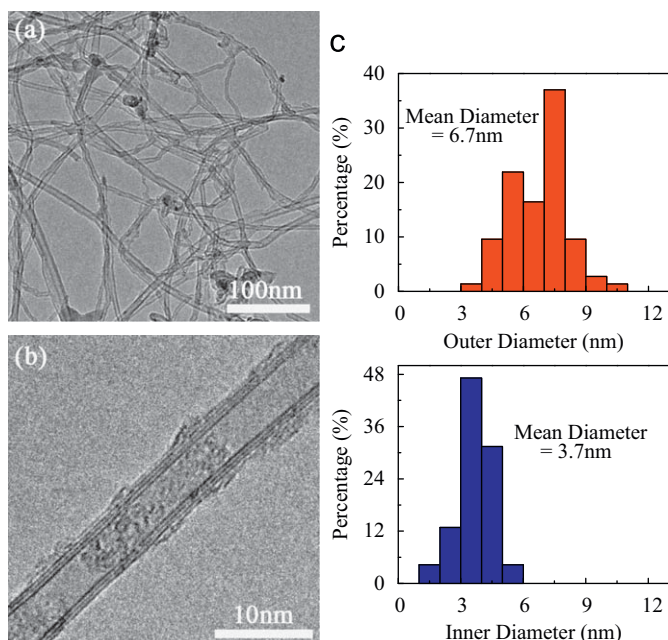 (a)
100nm
(b)
10nm
c
40
30
20
10
0
Percentage (%)
Mean Diameter
= 6.7nm
0 3 6 9 12
Outer Diameter (nm)
48
36
24
12
0
Percentage (%)
Mean Diameter
= 3.7nm
0 3 6 9 12
Inner Diameter (nm)